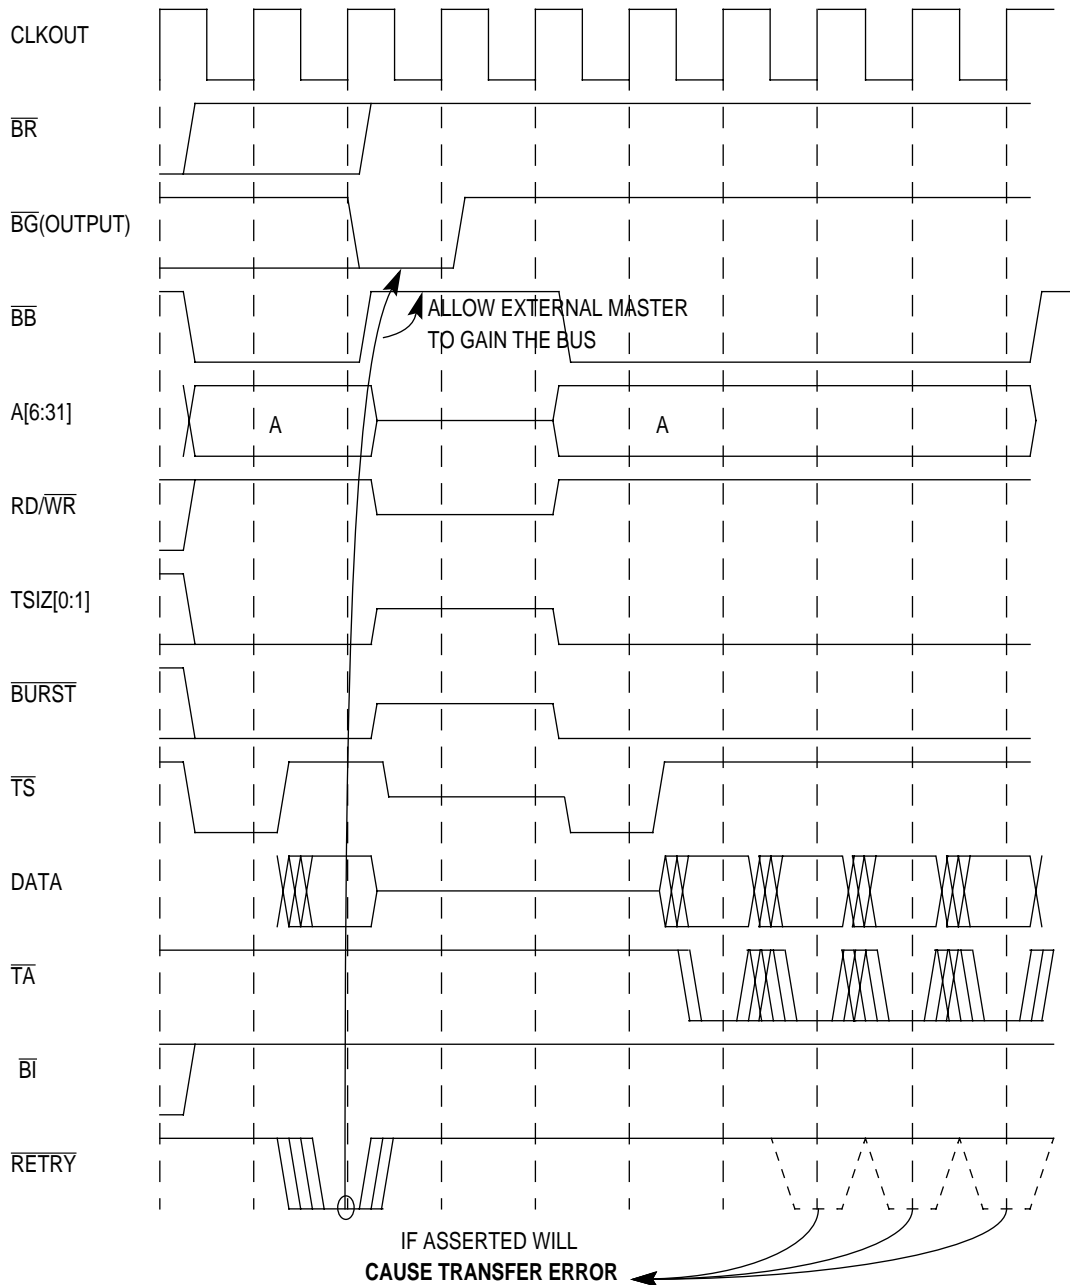 CLKOUT
BR
BG(OUTPUT)
BB
ALLOW EXTERNAL MASTER
TO GAIN THE BUS
A[6:31]
A
A
RD/WR
TSIZ[0:1]
BURST
TS
DATA
TA
BI
RETRY
IF ASSERTED WILL
CAUSE TRANSFER ERROR